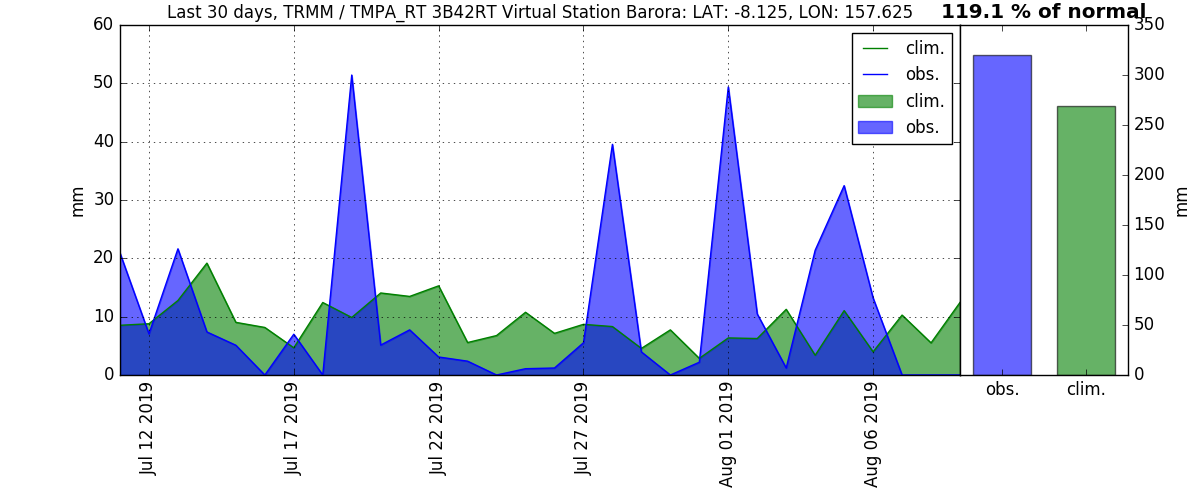 Last 30 days, TRMM / TMPA_RT 3B42RT Virtual Station Barora: LAT: -8.125, LON: 157.625
119.1 % of normal
60
50
40
30
20
10
0
mm
clim.
obs.
clim.
obs.
350
300
250
200
150
100
50
0
mm
obs.
clim.
Jul 12 2019
Jul 17 2019
Jul 22 2019
Jul 27 2019
Aug 01 2019
Aug 06 2019